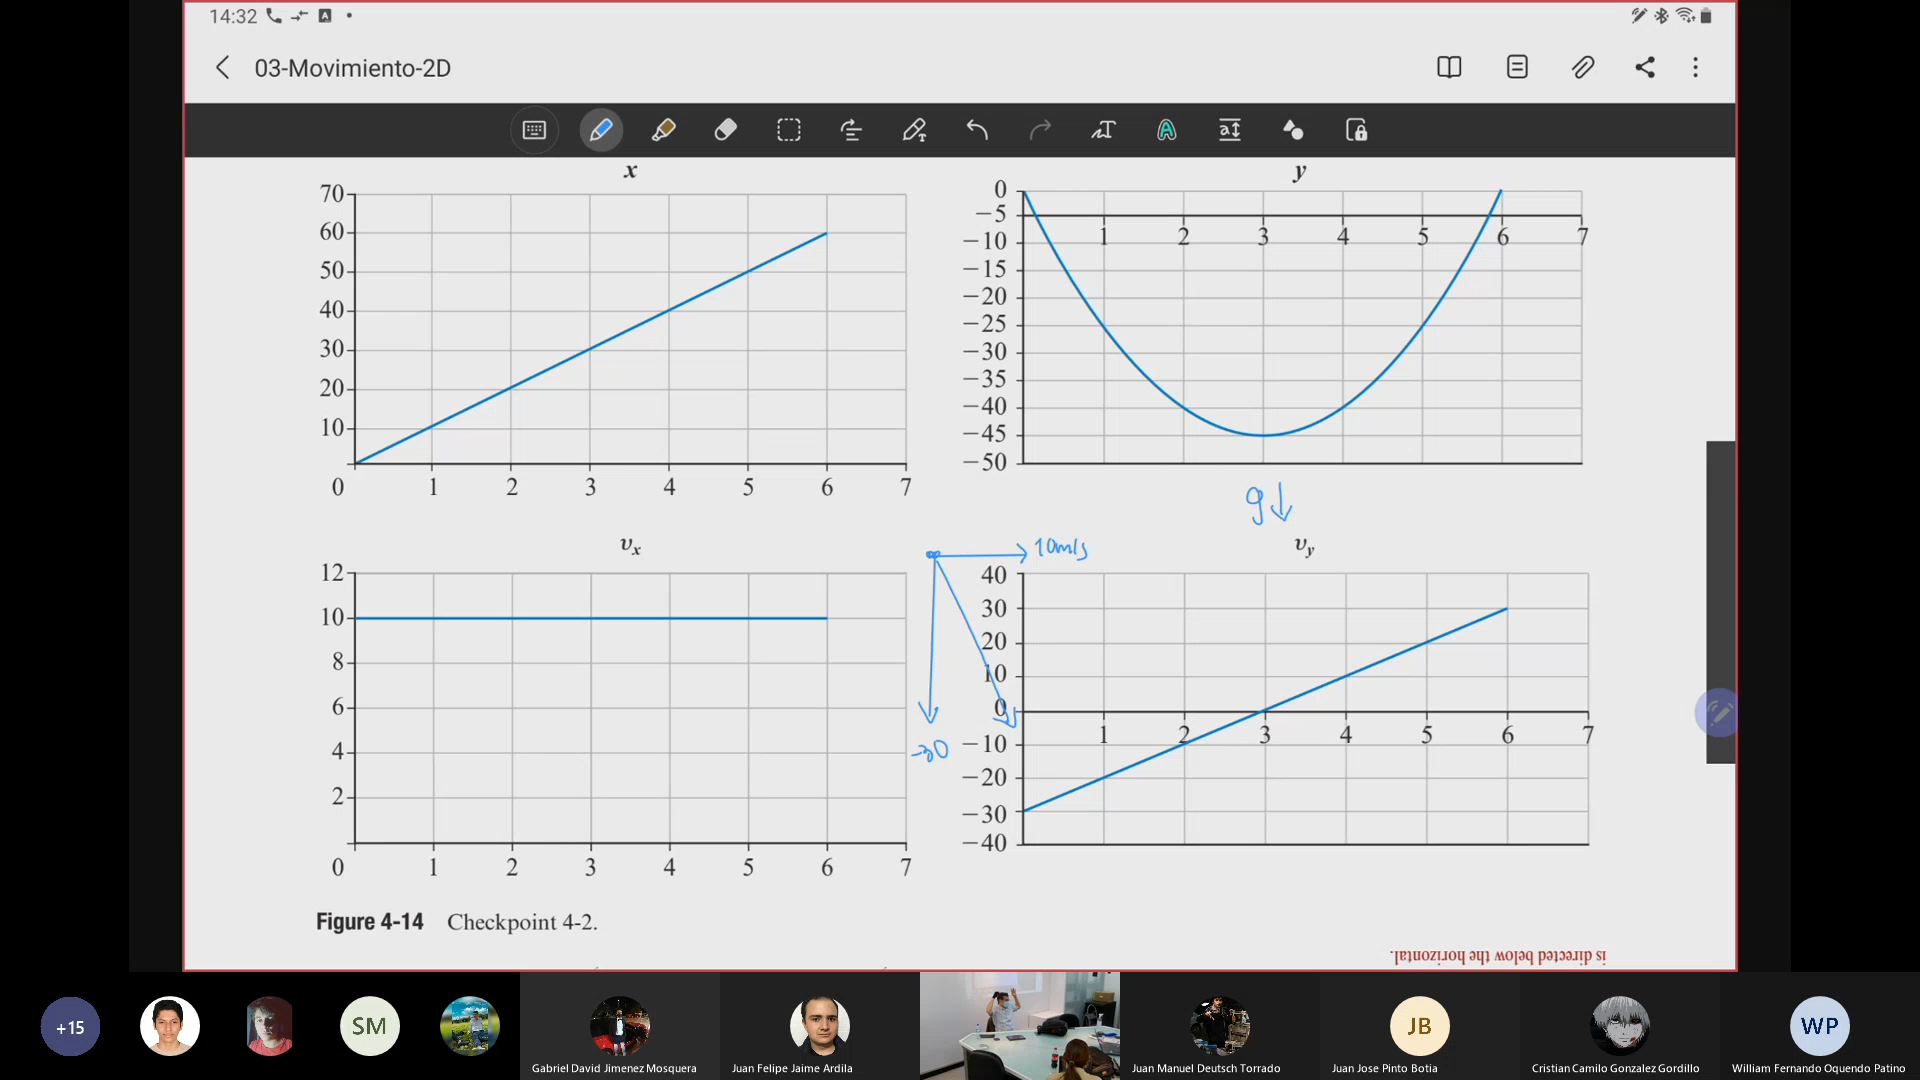 14:32
03-Movimiento-2D
x
70
60
50
40
30
20
10
0 1 2 3 4 5 6 7
y
0
−5
1 2 3 4 5 6 7
−10
−15
−20
−25
−30
−35
−40
−45
−50
g↓
vx
12
10
8
6
4
2
0 1 2 3 4 5 6 7
10m/s
-30
vy
40
30
20
10
0
1 2 3 4 5 6 7
−10
−20
−30
−40
Figure 4-14 Checkpoint 4-2.
is directed below the horizontal.
+15
SM
Gabriel David Jimenez Mosquera
Juan Felipe Jaime Ardila
Juan Manuel Deutsch Torrado
JB
Juan Jose Pinto Botia
Cristian Camilo Gonzalez Gordillo
WP
William Fernando Oquendo Patino